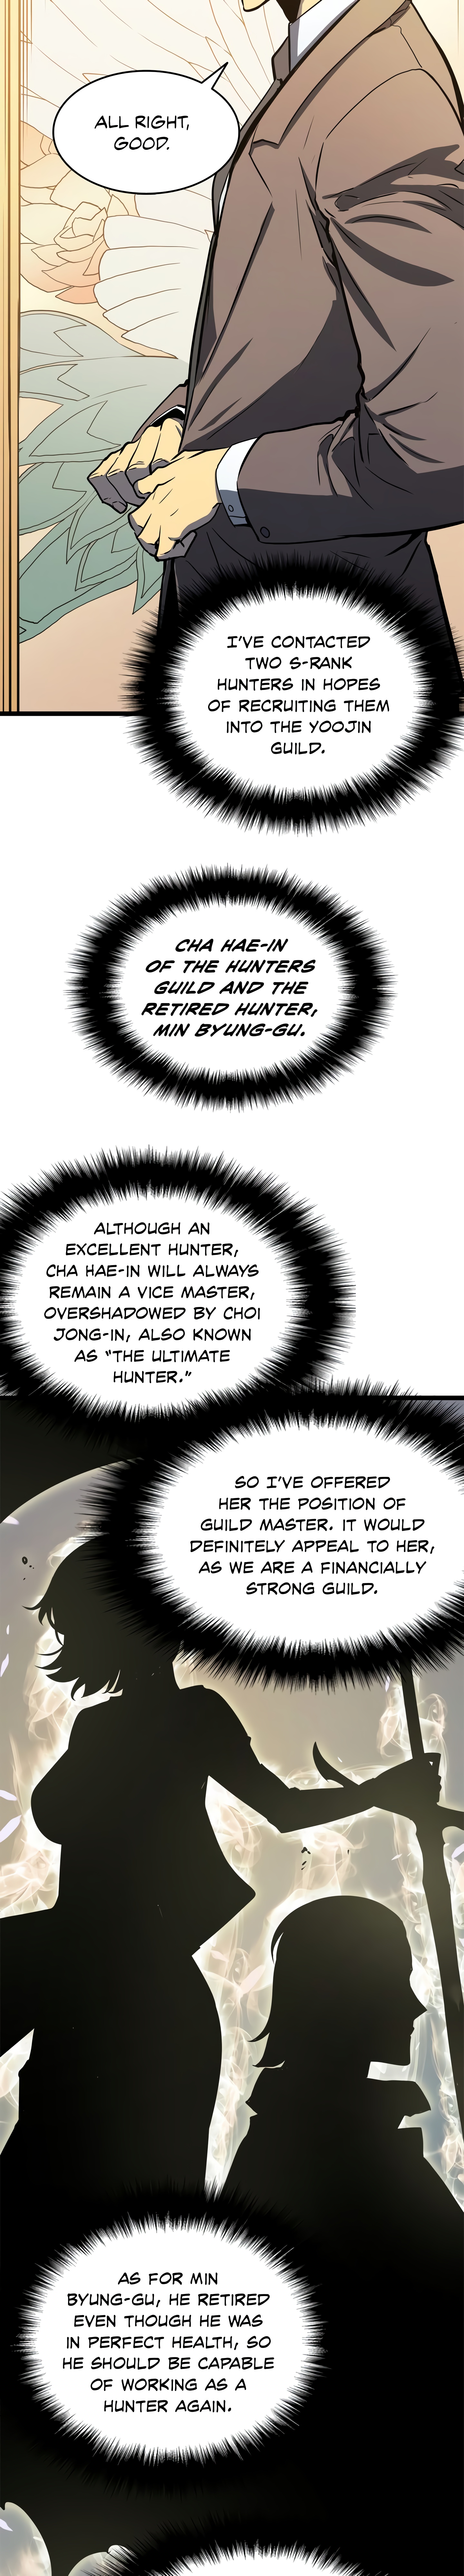 ALL RIGHT,
GOOD.
I'VE CONTACTED
TWO S-RANK
HUNTERS IN HOPES
OF RECRUITING THEM
INTO THE YOOJIN
GUILD.
CHA HAE-IN
OF THE HUNTERS
GUILD AND THE
RETIRED HUNTER,
MIN BYUNG-GU.
ALTHOUGH AN
EXCELLENT HUNTER,
CHA HAE-IN WILL ALWAYS
REMAIN A VICE MASTER,
OVERSHADOWED BY CHOI
JONG-IN, ALSO KNOWN
AS "THE ULTIMATE
HUNTER."
SO I'VE OFFERED
HER THE POSITION OF
GUILD MASTER. IT WOULD
DEFINITELY APPEAL TO HER,
AS WE ARE A FINANCIALLY
STRONG GUILD.
AS FOR MIN
BYUNG-GU, HE RETIRED
EVEN THOUGH HE WAS
IN PERFECT HEALTH, SO
HE SHOULD BE CAPABLE
OF WORKING AS A
HUNTER AGAIN.